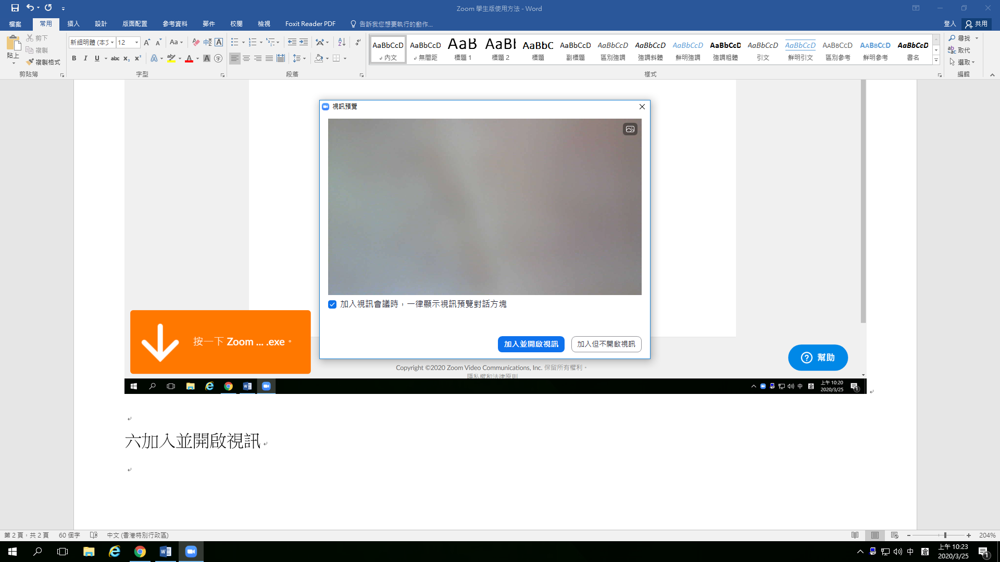 Zoom 學生版使用方法 - Word
檔案 常用 插入 設計 版面配置 參考資料 郵件 校閱 檢視 Foxit Reader PDF 告訴我您想要執行的動作... 登入 共用
貼上 剪下 複製 複製格式
新細明體 (本文 12
AaBbCcD AaBbCcD AaB AaBl AaBbC AaBbCcD AaBbCcD AaBbCcD AaBbCcD AaBbCcD AaBbCcD AaBbCcD AaBbCcD AaBbCcD AaBbCcD
內文 無間距 標題 1 標題 2 標題 副標題 區別強調 強調斜體 鮮明強調 強調粗體 引文 鮮明引文 區別參考 鮮明參考 書名
尋找 取代 選取
剪貼簿 字型 段落 樣式 編輯
視訊預覽
加入視訊會議時，一律顯示視訊預覽對話方塊
加入並開啟視訊 加入但不開啟視訊
按一下 Zoom ... .exe。
幫助
Copyright ©2020 Zoom Video Communications, Inc. 保留所有權利。
隱私權和法律原則
中 倉 上午 10:20
2020/3/25 1
六加入並開啟視訊
第 2 頁，共 2 頁 60 個字 中文 (香港特別行政區) 204%
中 倉 上午 10:23
2020/3/25 1